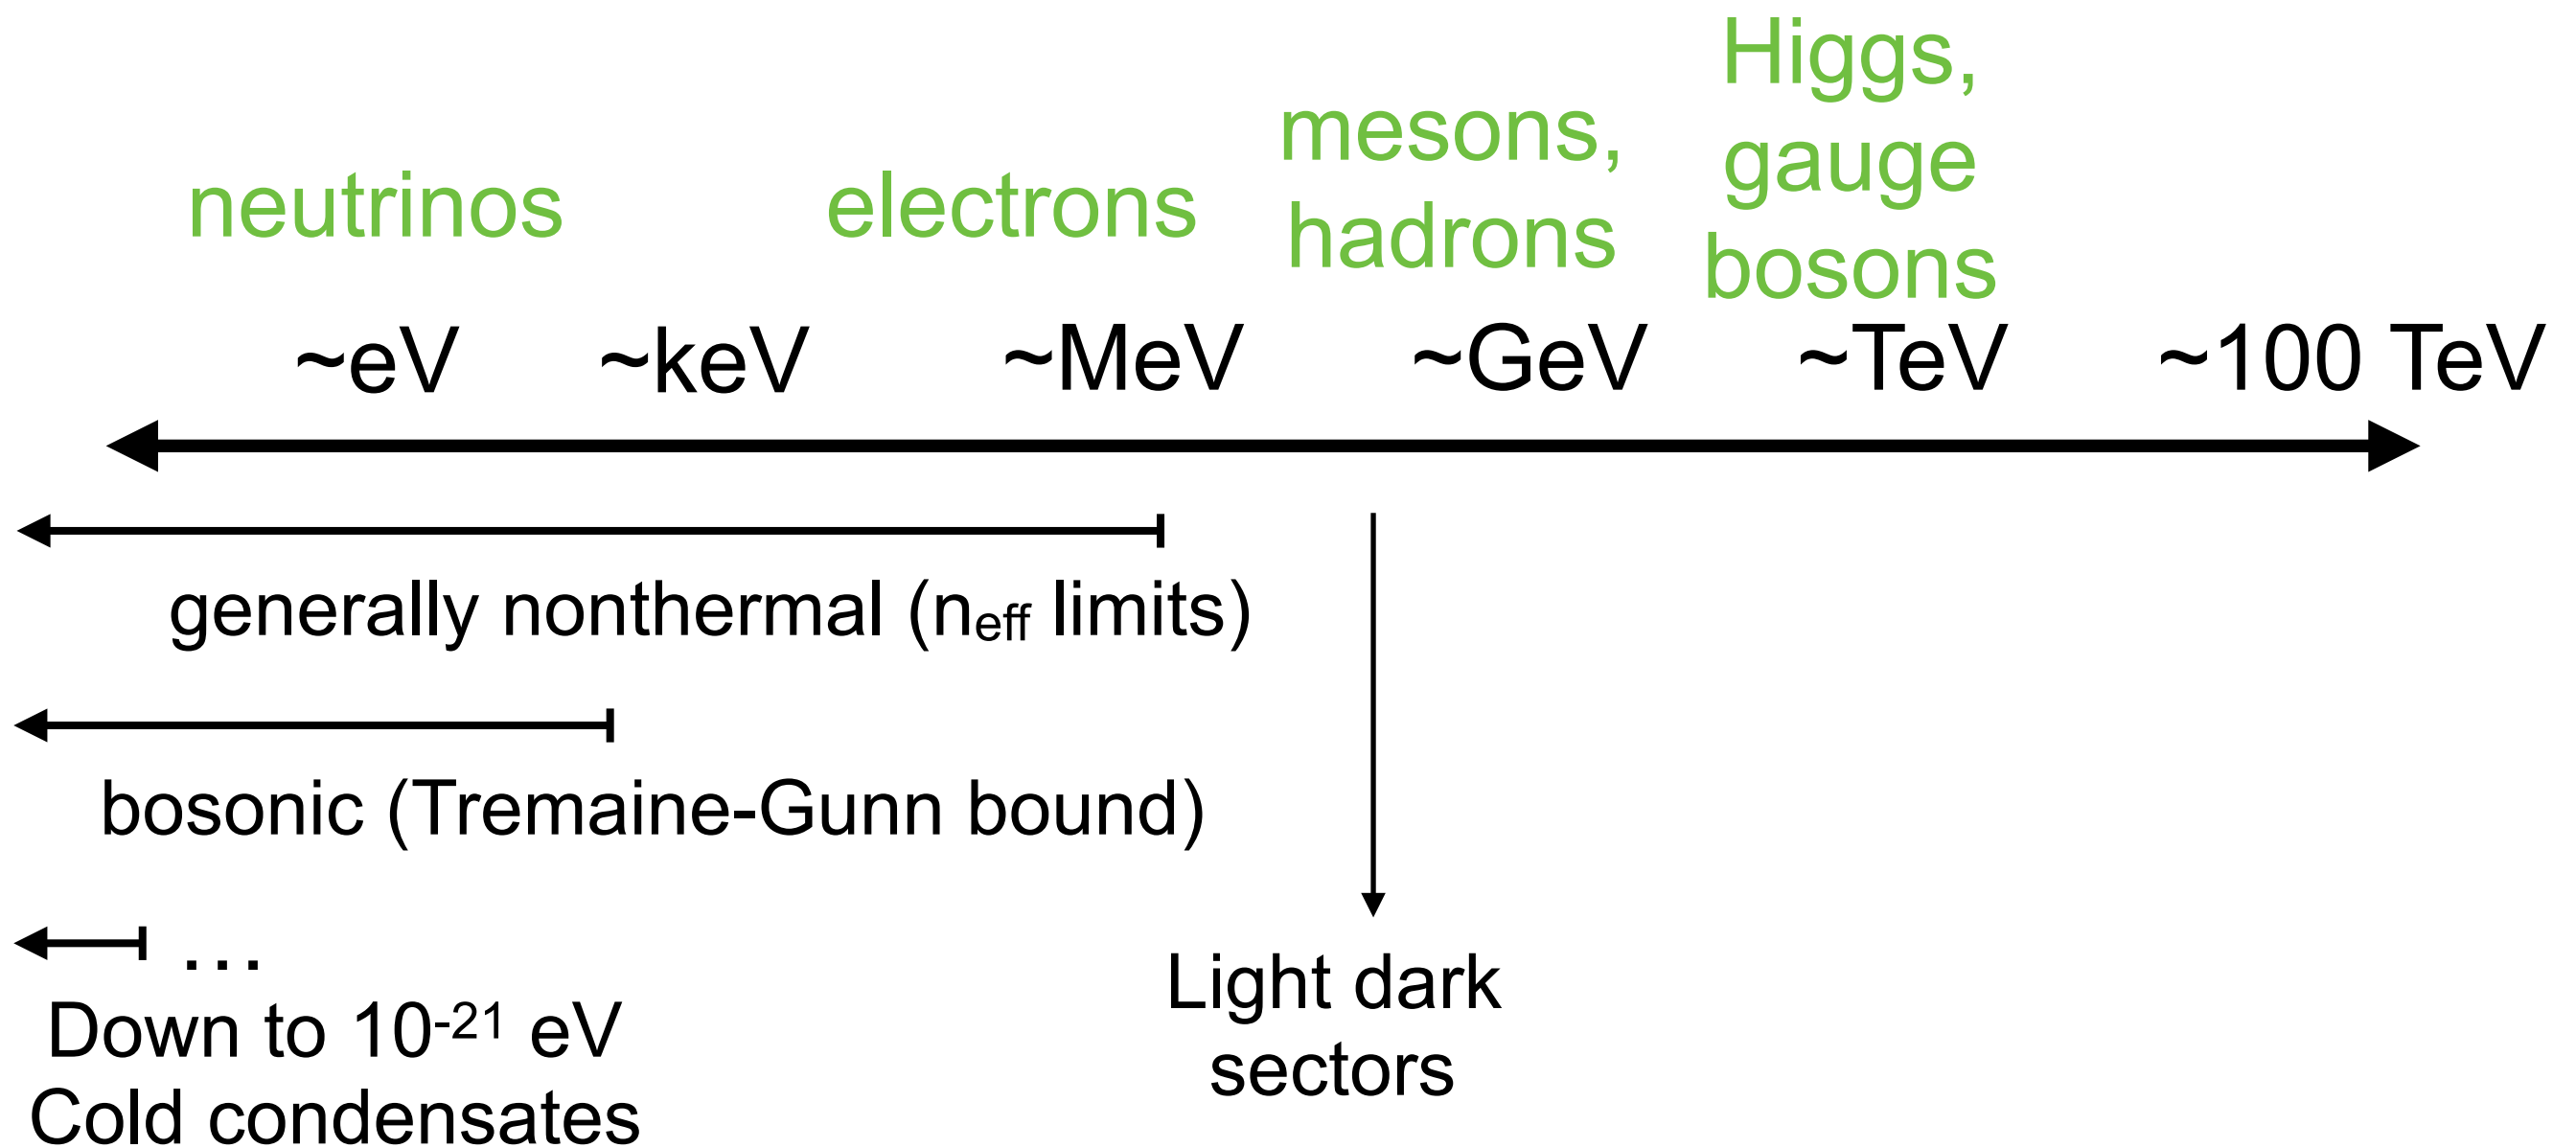 neutrinos
electrons
mesons,
hadrons
Higgs,
gauge
bosons
~eV
~keV
~MeV
~GeV
~TeV
~100 TeV
generally nonthermal (n_eff limits)
bosonic (Tremaine-Gunn bound)
…
Down to 10^-21 eV
Cold condensates
Light dark
sectors